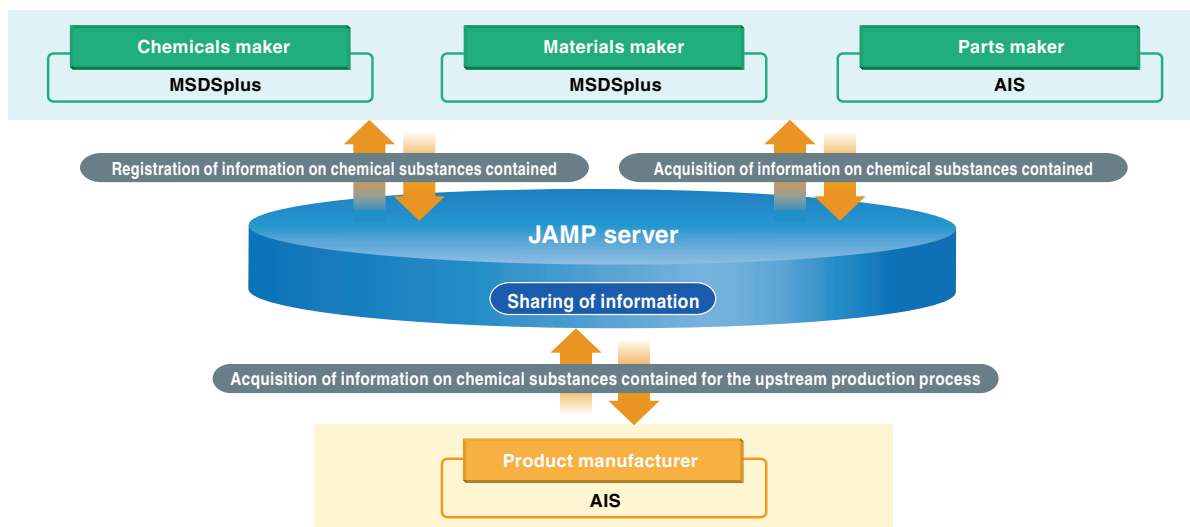 Chemicals maker
MSDSplus
Materials maker
MSDSplus
Parts maker
AIS
Registration of information on chemical substances contained
Acquisition of information on chemical substances contained
JAMP server
Sharing of information
Acquisition of information on chemical substances contained for the upstream production process
Product manufacturer
AIS